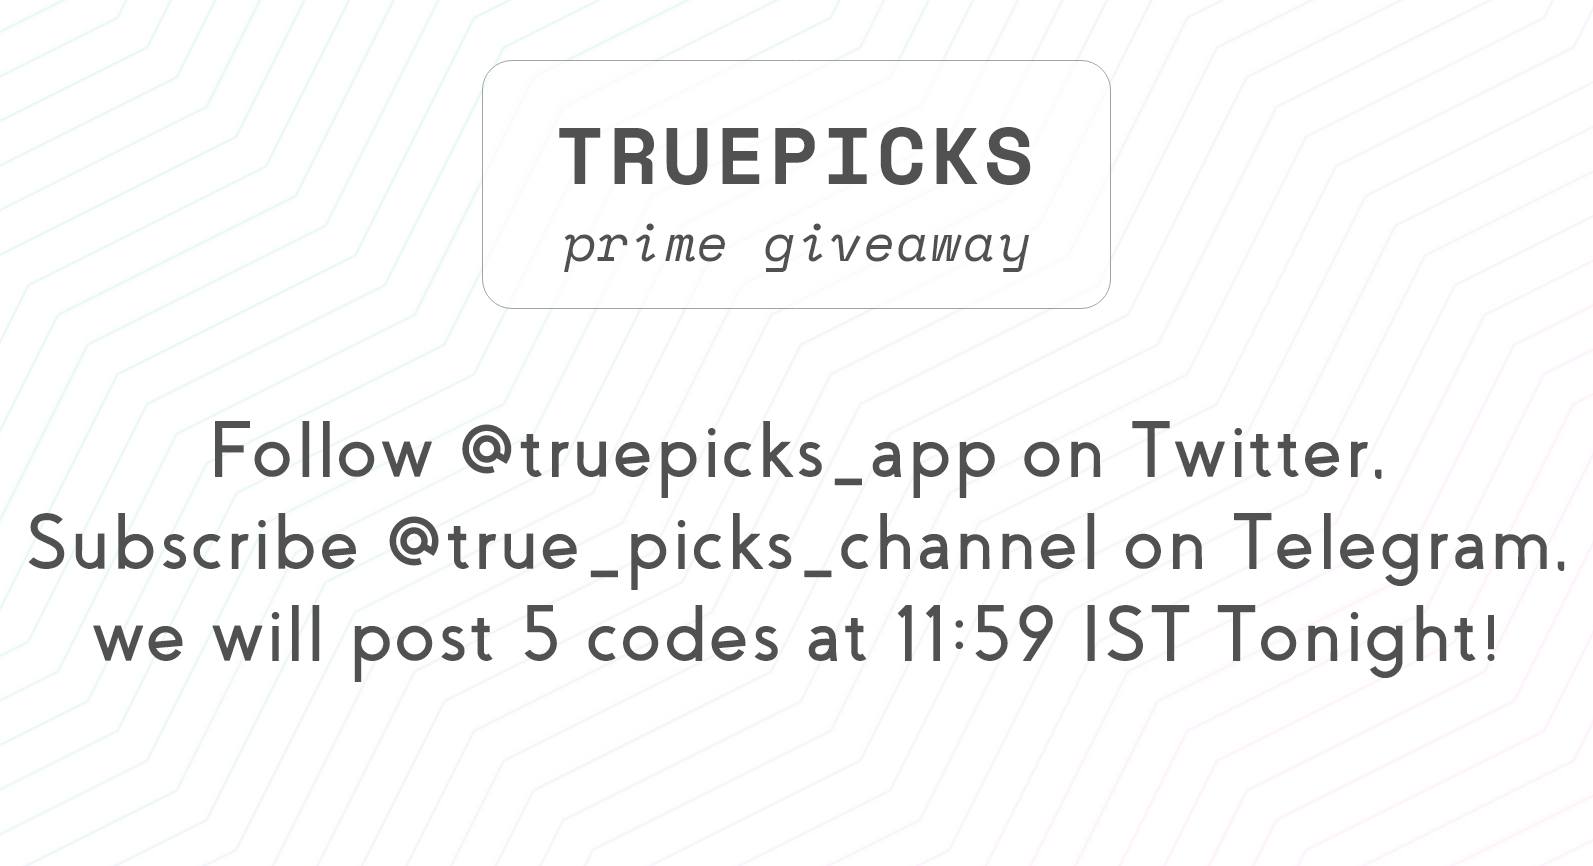 TRUEPICKS
prime giveaway
Follow @truepicks_app on Twitter.
Subscribe @true_picks_channel on Telegram.
we will post 5 codes at 11:59 IST Tonight!